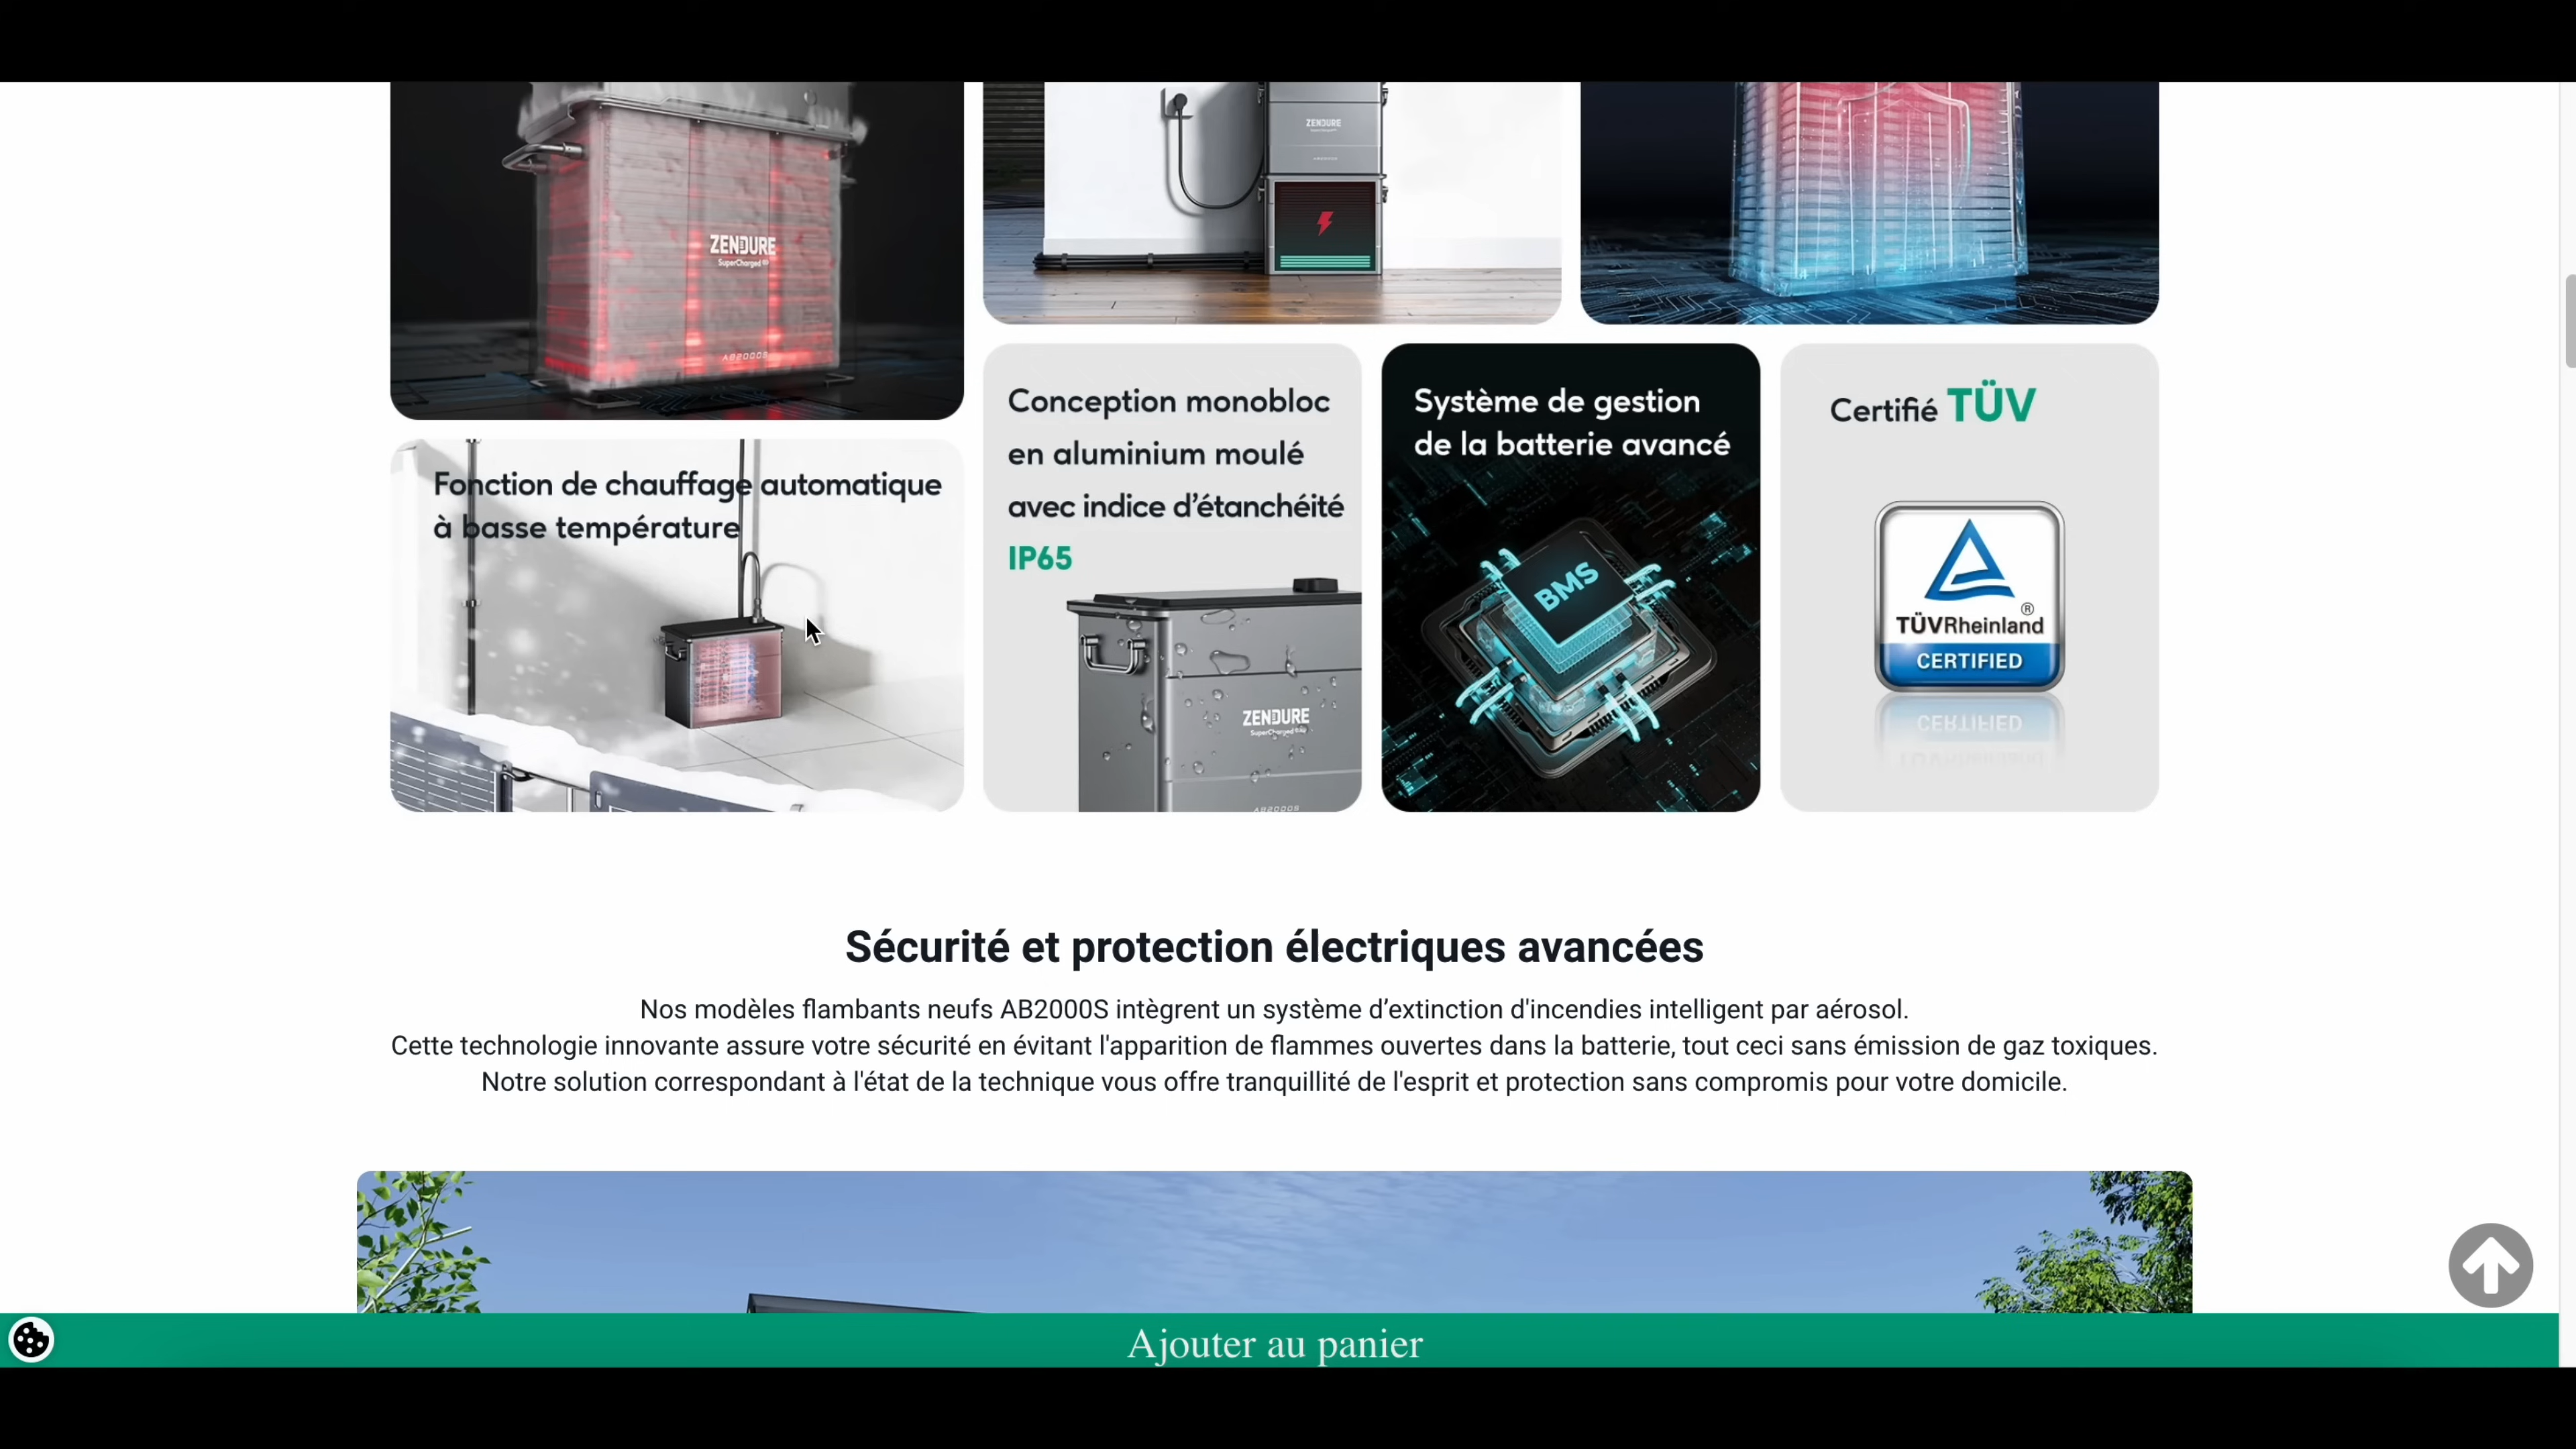 ZENDURE
SuperCharged
AB2000S
ZENDURE
Fonction de chauffage automatique
à basse température
Conception monobloc
en aluminium moulé
avec indice d’étanchéité
IP65
ZENDURE
SuperCharged
AB2000S
Système de gestion
de la batterie avancé
BMS
Certifié TÜV
®
TÜVRheinland
CERTIFIED
Sécurité et protection électriques avancées
Nos modèles flambants neufs AB2000S intègrent un système d’extinction d'incendies intelligent par aérosol.
Cette technologie innovante assure votre sécurité en évitant l'apparition de flammes ouvertes dans la batterie, tout ceci sans émission de gaz toxiques.
Notre solution correspondant à l'état de la technique vous offre tranquillité de l'esprit et protection sans compromis pour votre domicile.
Ajouter au panier